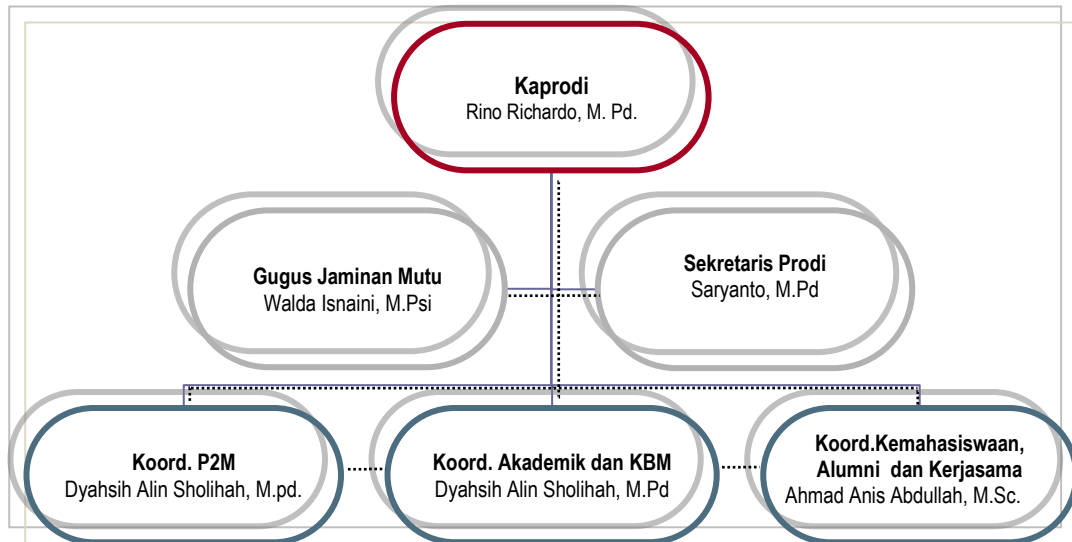 Kaprodi
Rino Richardo, M. Pd.
Gugus Jaminan Mutu
Walda Isnaini, M.Psi
Sekretaris Prodi
Saryanto, M.Pd
Koord. P2M
Dyahsih Alin Sholihah, M.pd.
Koord. Akademik dan KBM
Dyahsih Alin Sholihah, M.Pd
Koord.Kemahasiswaan,
Alumni dan Kerjasama
Ahmad Anis Abdullah, M.Sc.